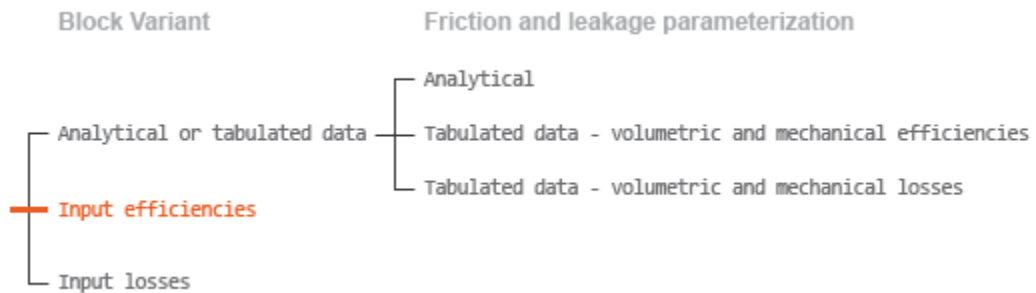 Block Variant
Friction and leakage parameterization
Analytical
Analytical or tabulated data
Tabulated data - volumetric and mechanical efficiencies
Tabulated data - volumetric and mechanical losses
Input efficiencies
Input losses